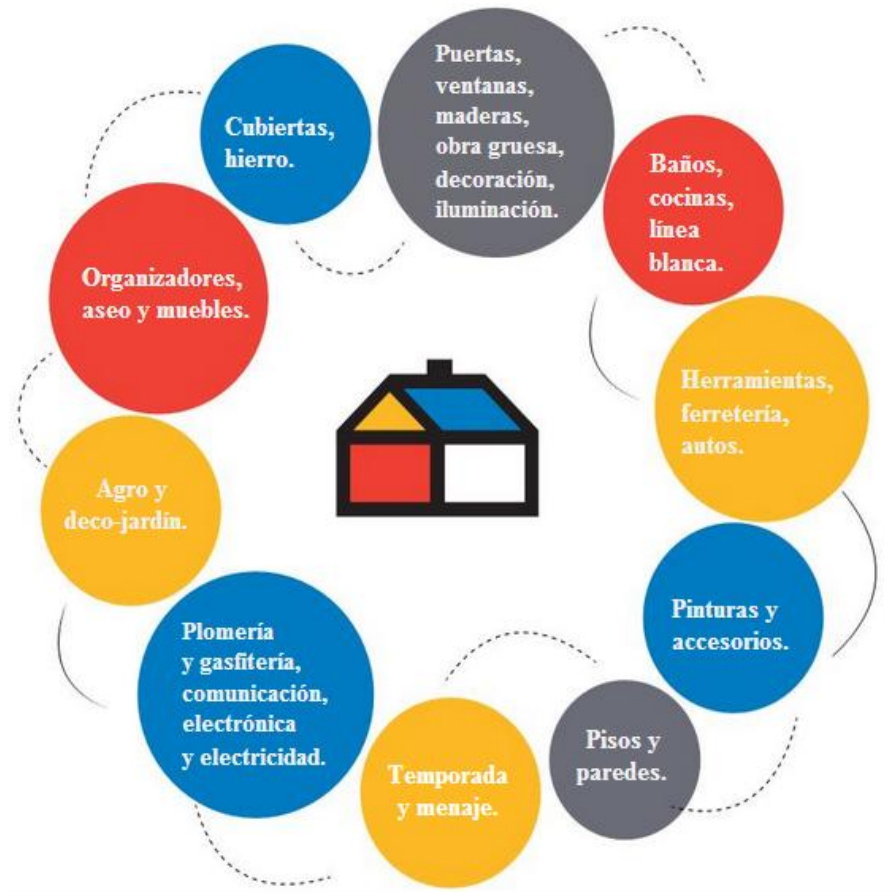 Puertas,
ventanas,
maderas,
obra gruesa,
decoración,
iluminación.
Baños,
cocinas,
línea
blanca.
Herramientas,
ferretería,
autos.
Pinturas y
accesorios.
Pisos y
paredes.
Temporada
y menaje.
Plomería
y gasfitería,
comunicación,
electrónica
y electricidad.
Agro y
deco-jardín.
Organizadores,
aseo y muebles.
Cubiertas,
hierro.